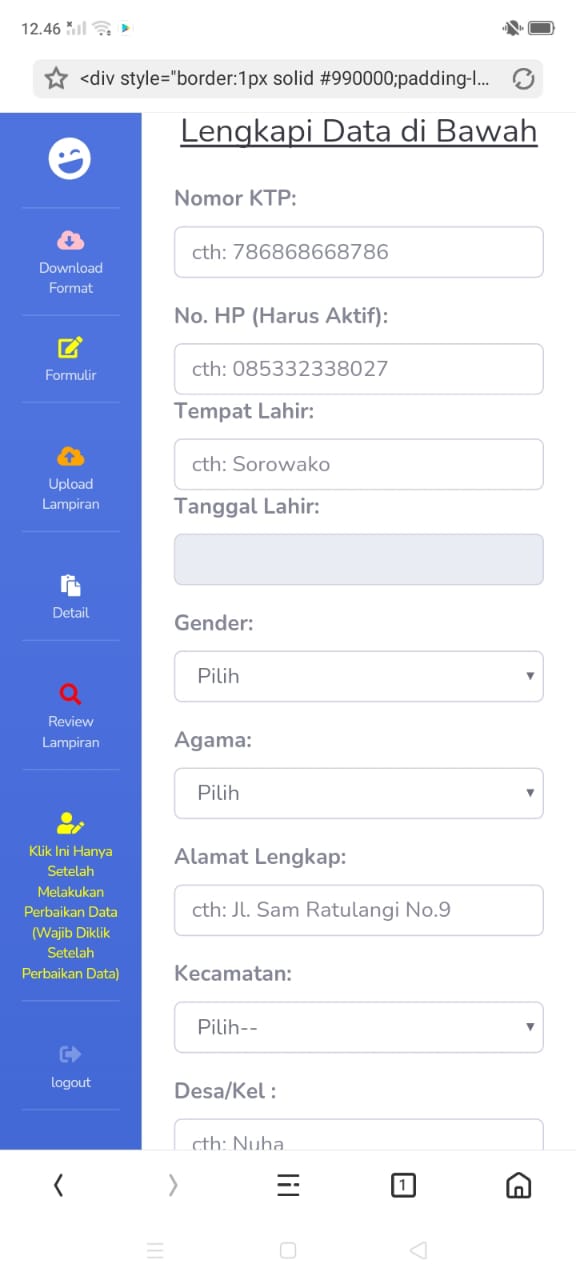 12.46
<div style="border:1px solid #990000;padding-l...
Lengkapi Data di Bawah
Download
Format
Formulir
Upload
Lampiran
Detail
Review
Lampiran
Klik Ini Hanya
Setelah
Melakukan
Perbaikan Data
(Wajib Diklik
Setelah
Perbaikan Data)
logout
Nomor KTP:
cth: 786868668786
No. HP (Harus Aktif):
cth: 085332338027
Tempat Lahir:
cth: Sorowako
Tanggal Lahir:
Gender:
Pilih
Agama:
Pilih
Alamat Lengkap:
cth: Jl. Sam Ratulangi No.9
Kecamatan:
Pilih--
Desa/Kel :
cth: Nuha
1